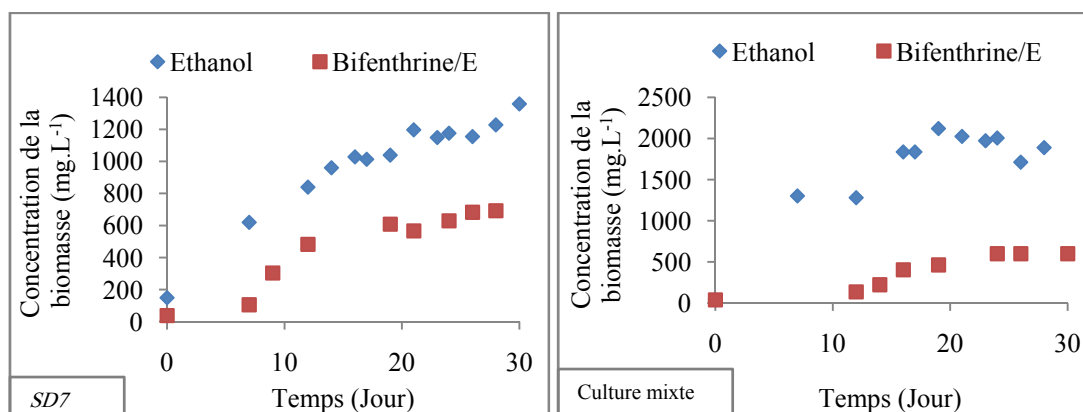 Ethanol Bifenthrine/E
Concentration de la
biomasse (mg.L-1)
1400
1200
1000
800
600
400
200
0
0 10 20 30
Temps (Jour)
SD7
Ethanol Bifenthrine/E
Concentration de la
biomasse (mg.L-1)
2500
2000
1500
1000
500
0
0 10 20 30
Temps (Jour)
Culture mixte